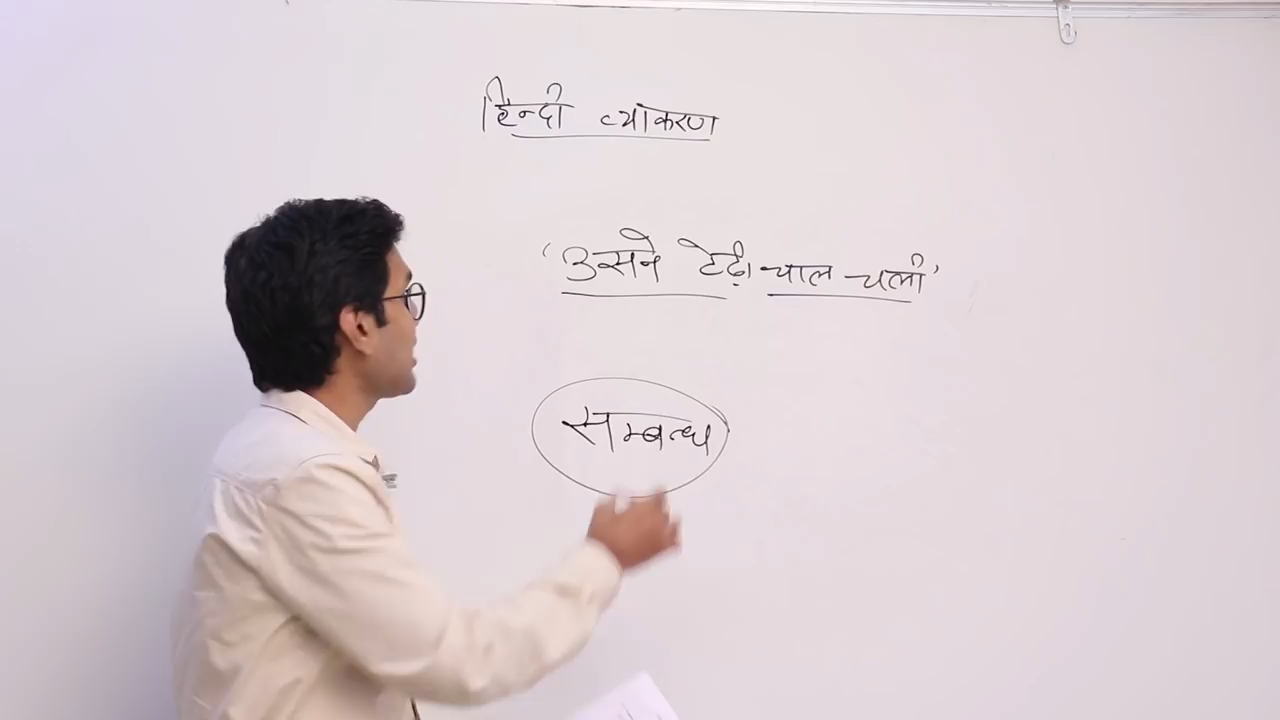 हिन्दी व्याकरण
'उसने टेढ़ी चाल चली'
सम्बन्ध